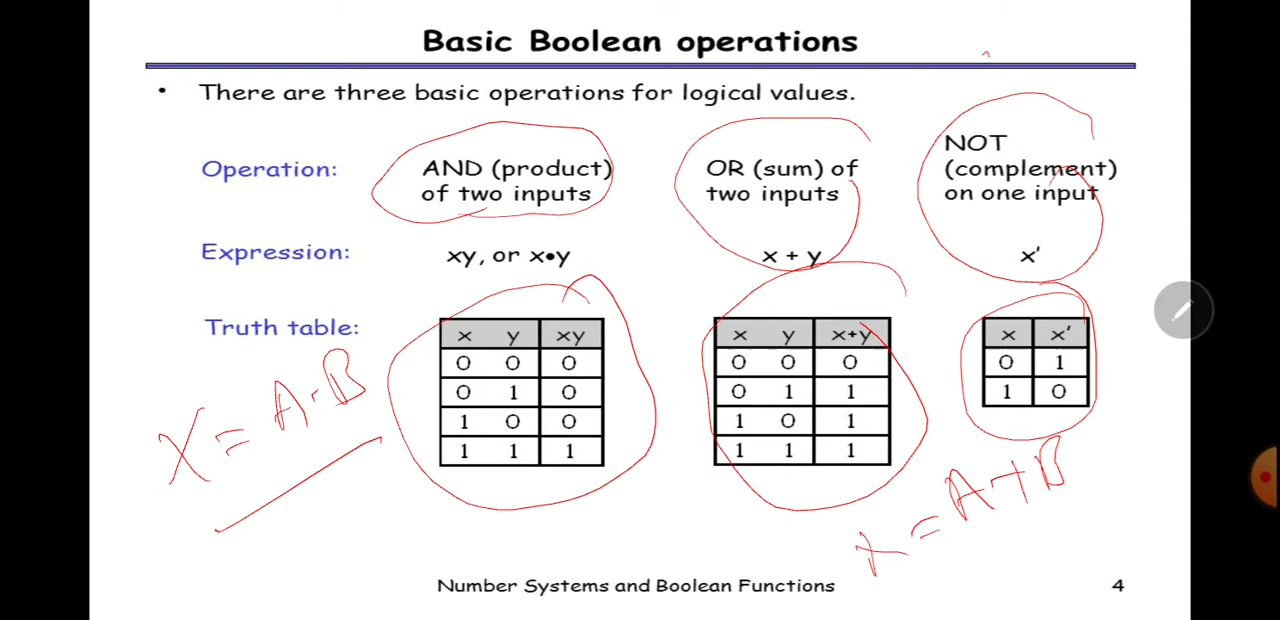 Basic Boolean operations
• There are three basic operations for logical values.
Operation: AND (product) of two inputs
OR (sum) of two inputs
NOT (complement) on one input
Expression: xy, or x•y x + y x'
Truth table:
x y xy
0 0 0
0 1 0
1 0 0
1 1 1
x y x+y
0 0 0
0 1 1
1 0 1
1 1 1
x x'
0 1
1 0
X = A·B
X = A+B
Number Systems and Boolean Functions 4